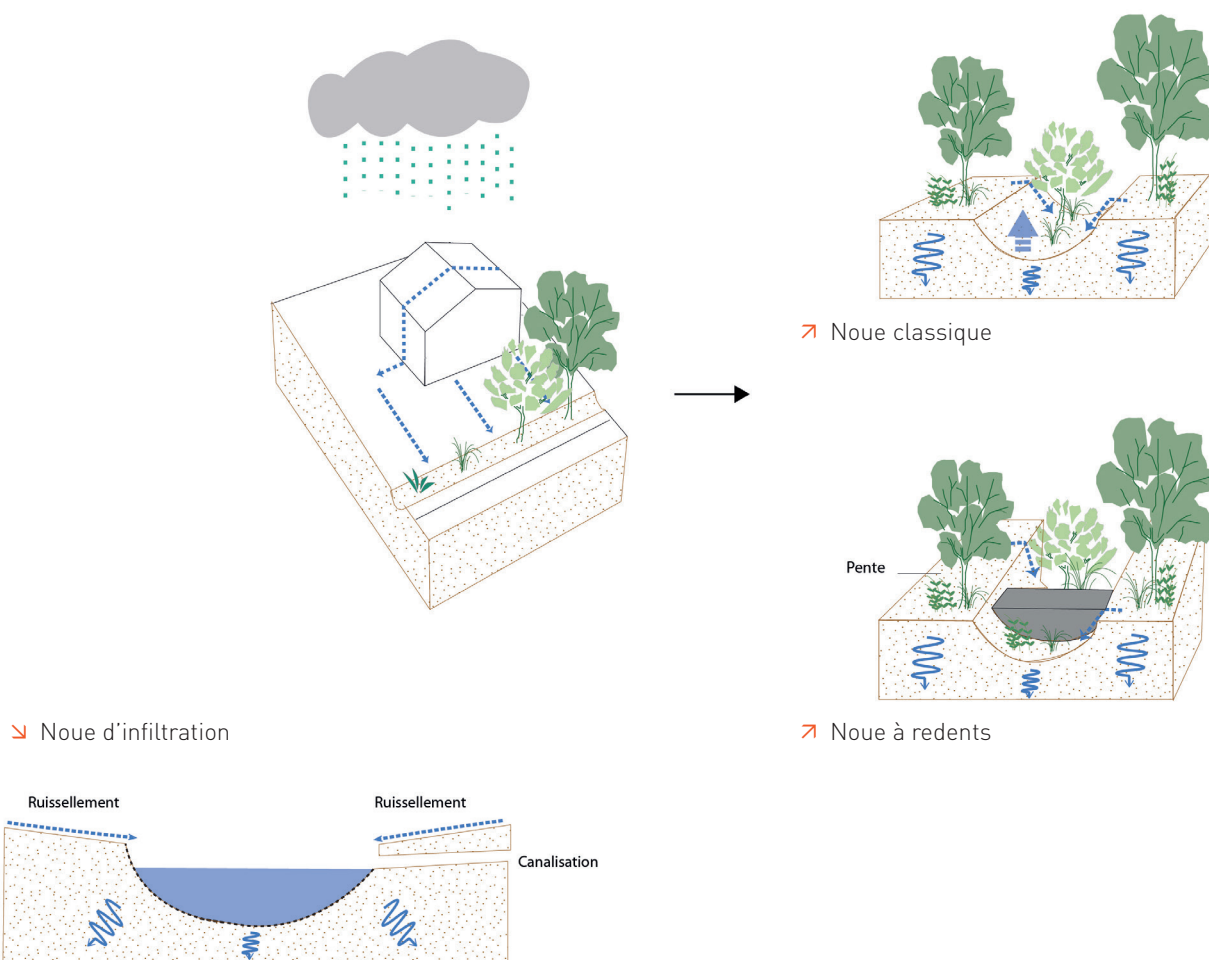 Noue classique
Pente
Noue d'infiltration
Noue à redents
Ruissellement
Ruissellement
Canalisation